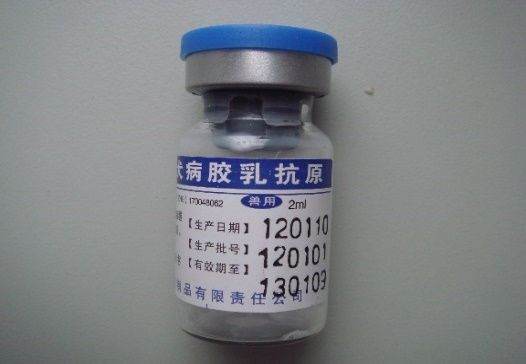 病胶乳抗原
170048062
兽用 2ml
【生产日期】 120110
【生产批号】 120101
【有效期至】 130109
品有限责任公司